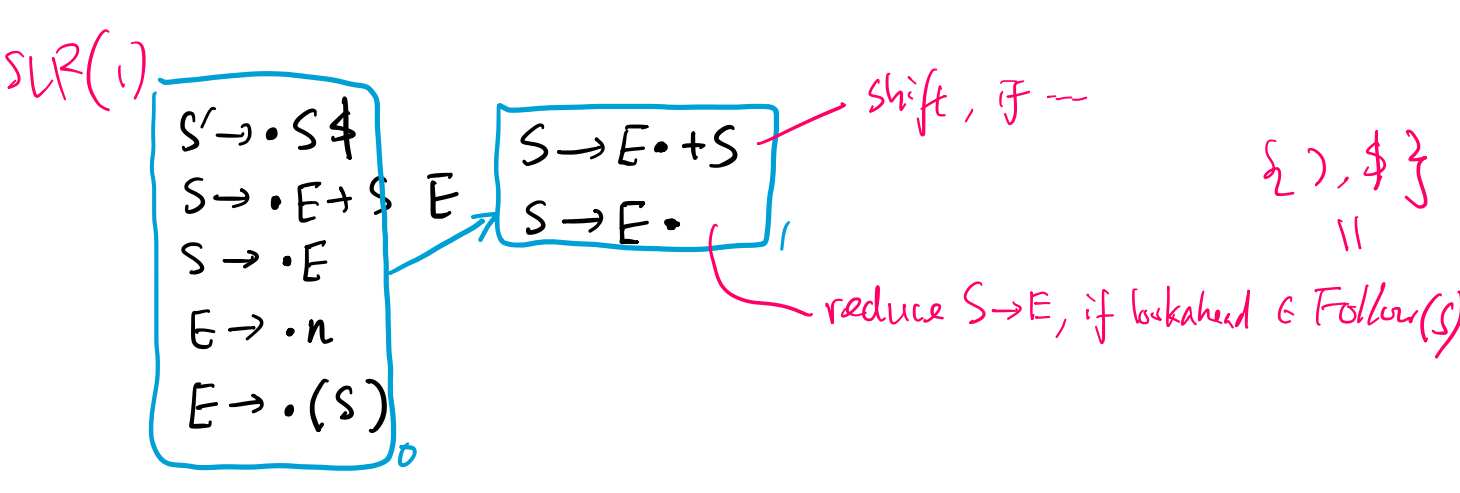 SLR(1)
S' → • S $
S → • E + S
S → • E
E → • n
E → • (S)
0
E
S → E • + S
S → E •
1
shift, if ---
{ ), $ }
=
reduce S → E, if lookahead ∈ Follow(S)